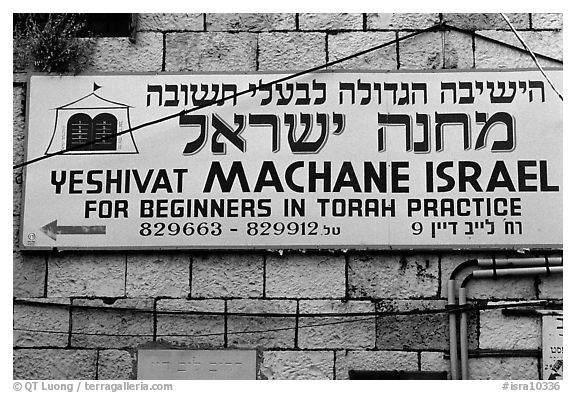 הישיבה הגדולה לבעלי תשובה
מחנה ישראל
YESHIVAT MACHANE ISRAEL
FOR BEGINNERS IN TORAH PRACTICE
829663 - 829912 טל רח׳ לייב דיין 9
© QT Luong / terragalleria.com #isra10336